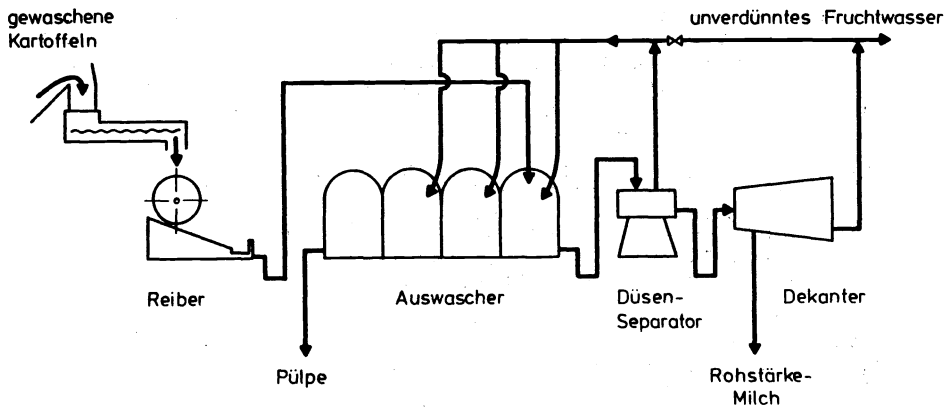 gewaschene
Kartoffeln
unverdünntes Fruchtwasser
Reiber
Auswascher
Düsen-
Separator
Dekanter
Pülpe
Rohstärke-
Milch